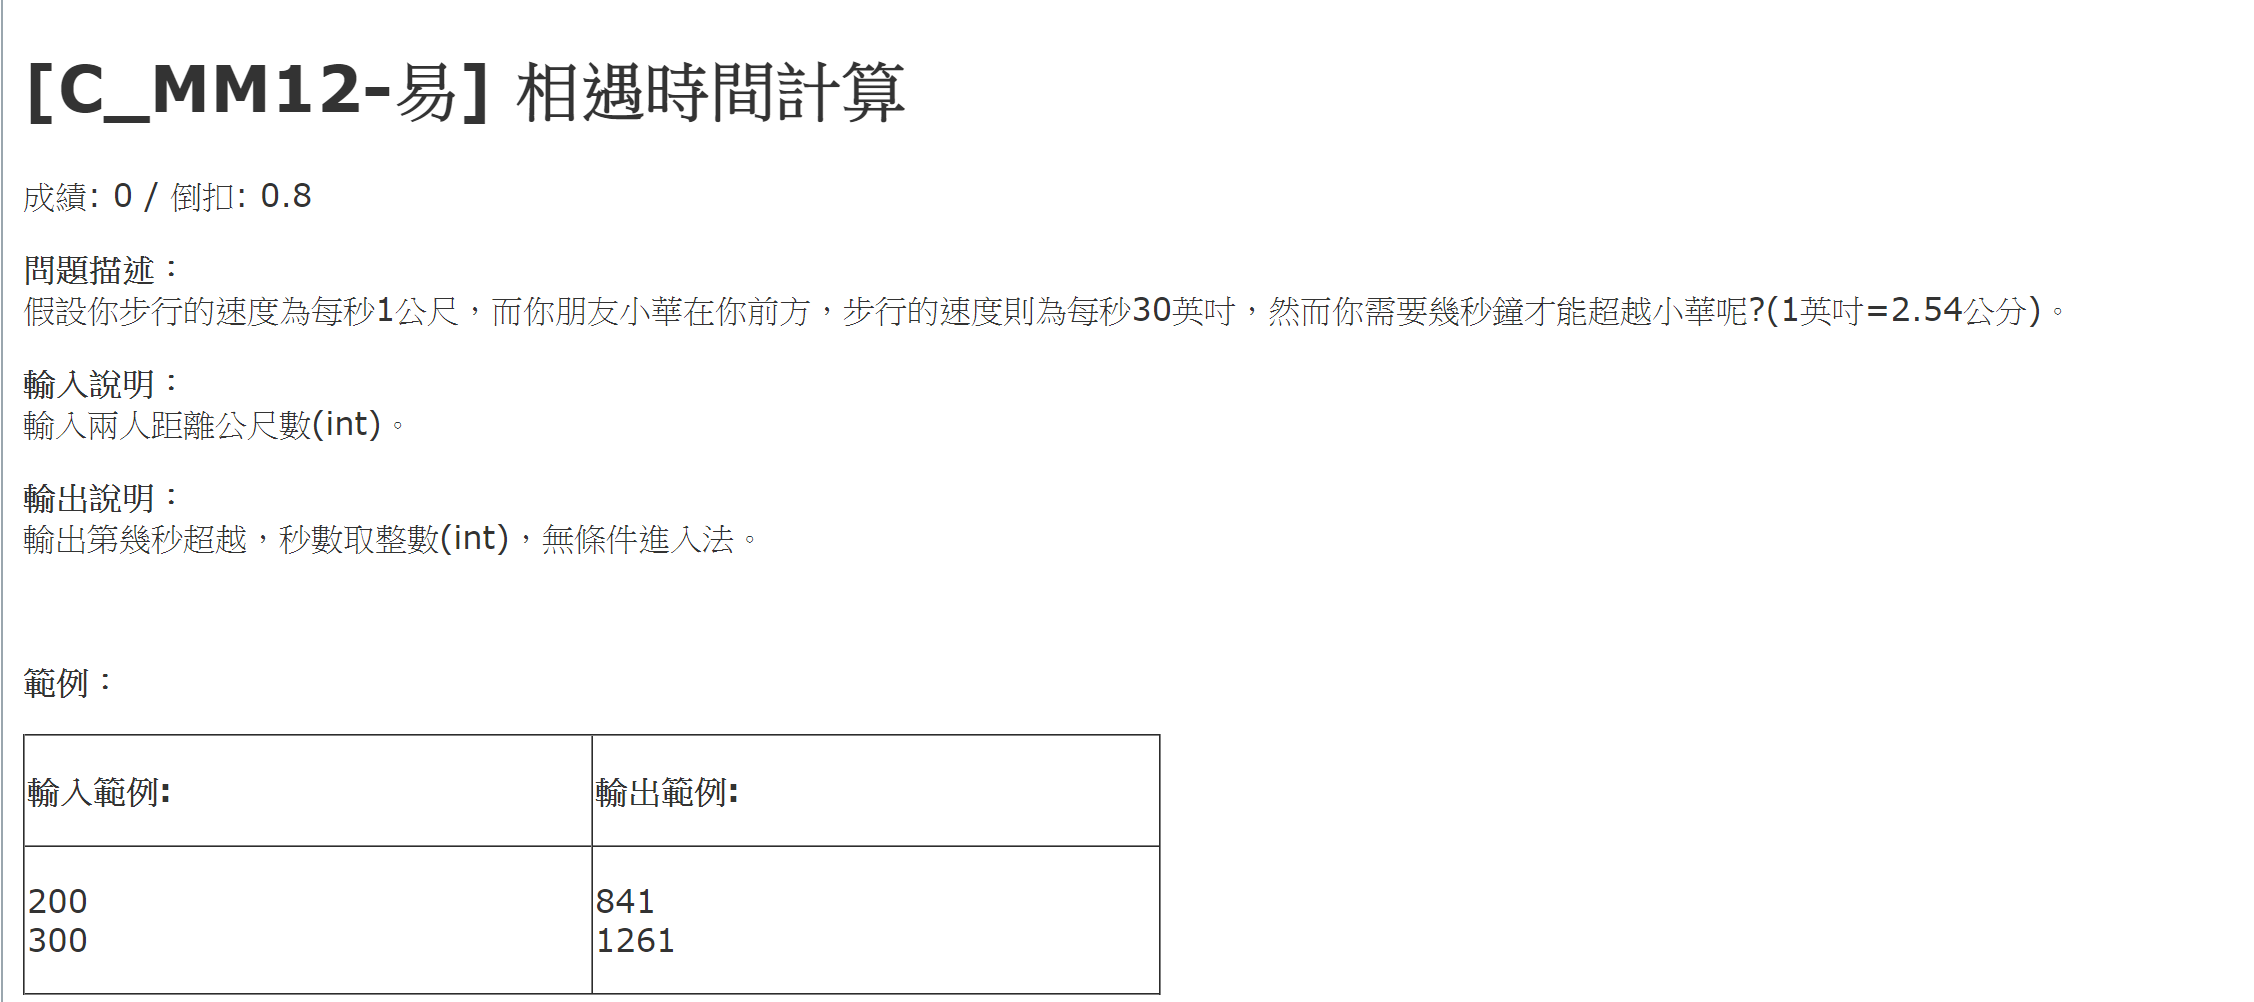 [C_MM12-易] 相遇時間計算
成績: 0 / 倒扣: 0.8
問題描述：
假設你步行的速度為每秒1公尺，而你朋友小華在你前方，步行的速度則為每秒30英吋，然而你需要幾秒鐘才能超越小華呢?(1英吋=2.54公分)。
輸入說明：
輸入兩人距離公尺數(int)。
輸出說明：
輸出第幾秒超越，秒數取整數(int)，無條件進入法。
範例：
輸入範例: 輸出範例:
200 841
300 1261